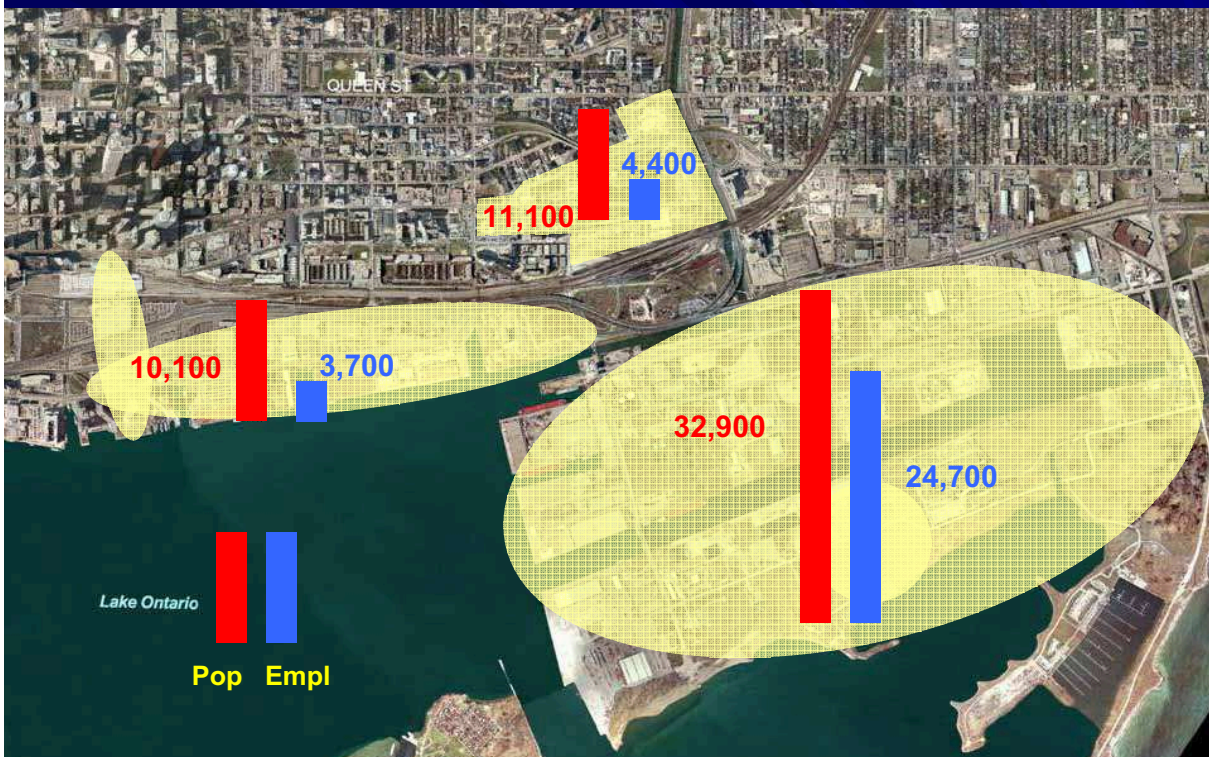 QUEEN ST
4,400
11,100
10,100
3,700
32,900
24,700
Lake Ontario
Pop Empl